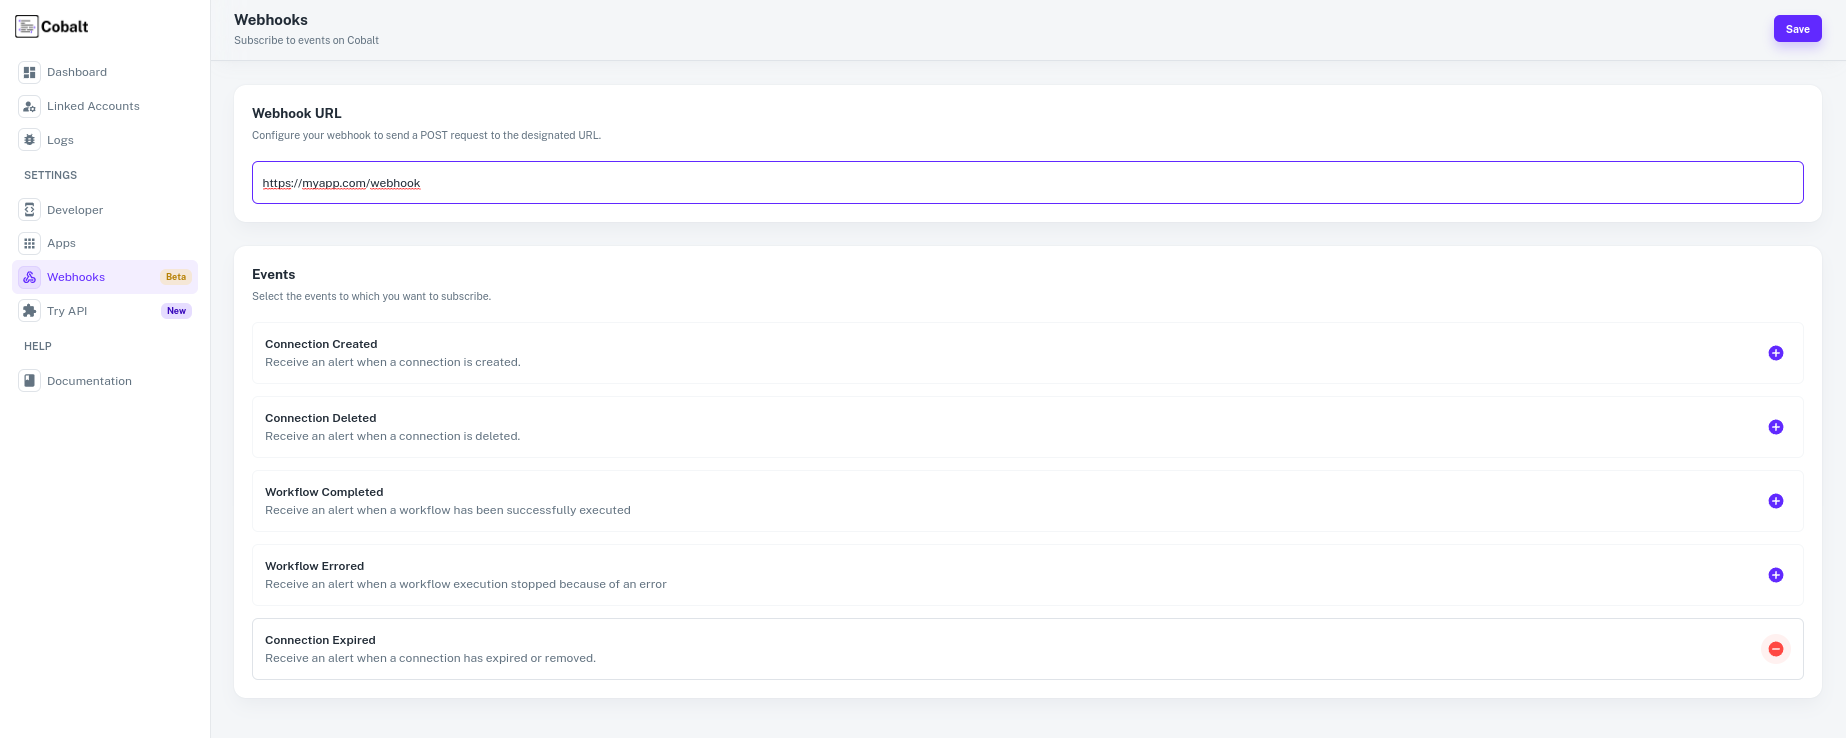 Cobalt
Dashboard
Linked Accounts
Logs
SETTINGS
Developer
Apps
Webhooks Beta
Try API New
HELP
Documentation
Webhooks
Subscribe to events on Cobalt
Save
Webhook URL
Configure your webhook to send a POST request to the designated URL.
https://myapp.com/webhook
Events
Select the events to which you want to subscribe.
Connection Created
Receive an alert when a connection is created.
Connection Deleted
Receive an alert when a connection is deleted.
Workflow Completed
Receive an alert when a workflow has been successfully executed
Workflow Errored
Receive an alert when a workflow execution stopped because of an error
Connection Expired
Receive an alert when a connection has expired or removed.